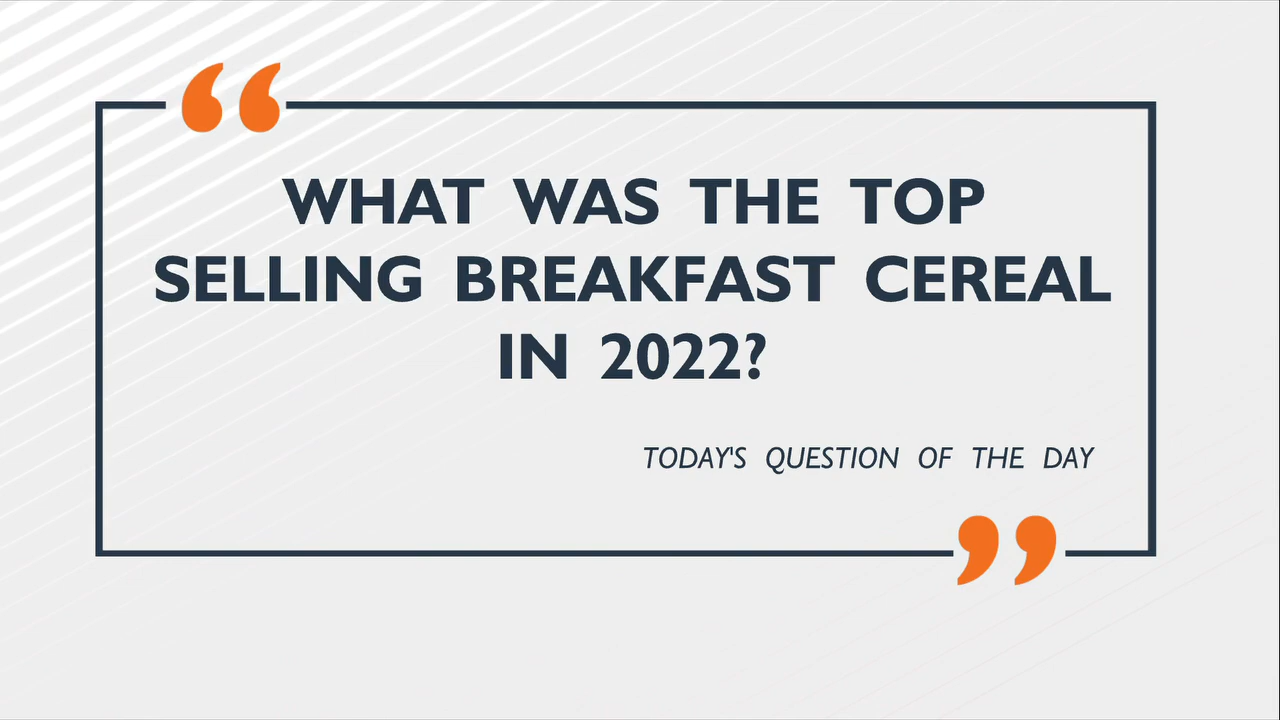 “
WHAT WAS THE TOP
SELLING BREAKFAST CEREAL
IN 2022?
TODAY'S QUESTION OF THE DAY
”